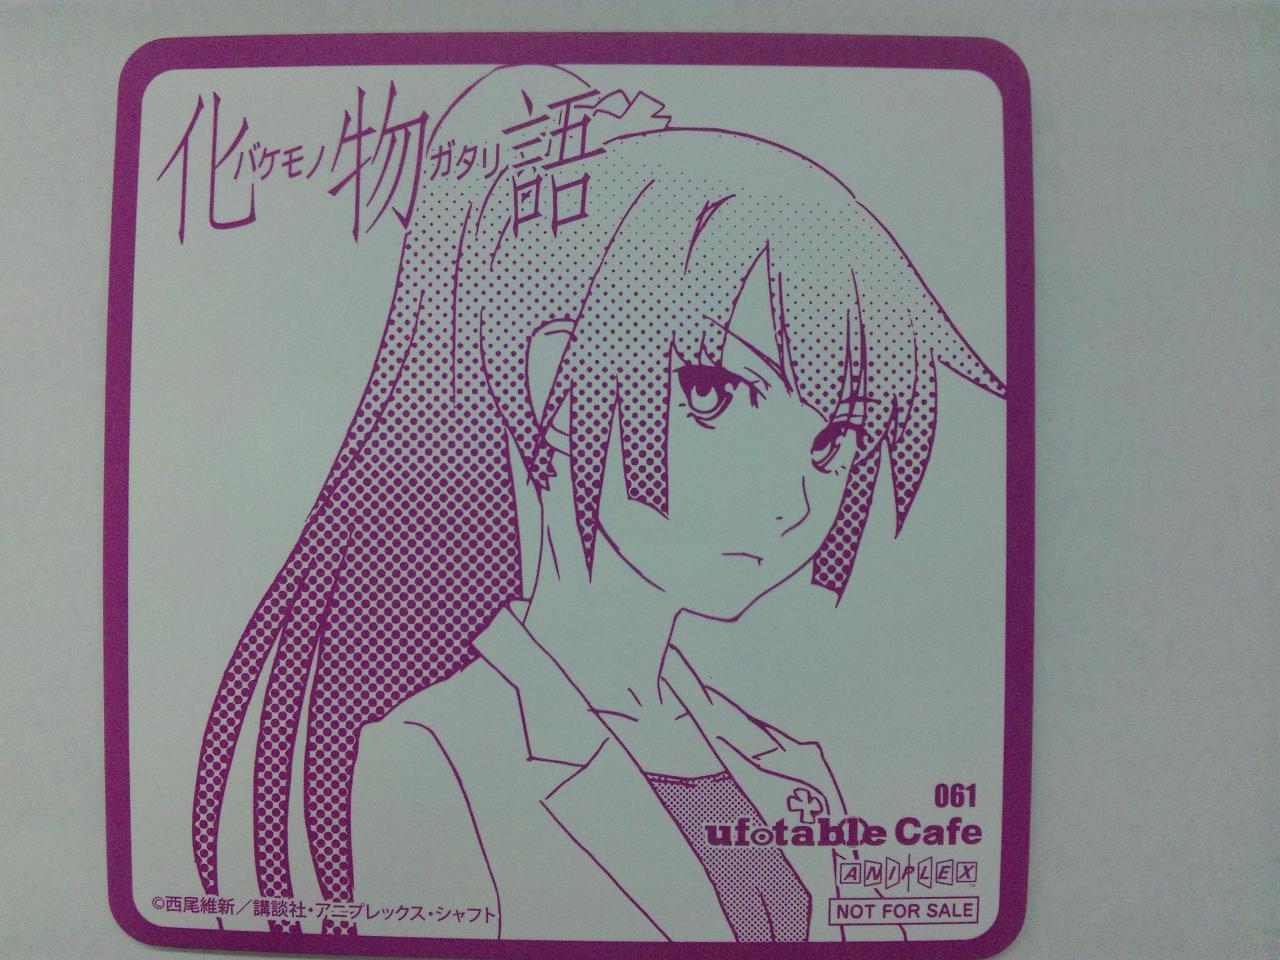 化バケモノ物ガタリ語
061
ufotable Cafe
ANIPLEX
NOT FOR SALE
©西尾維新／講談社・アニプレックス・シャフト